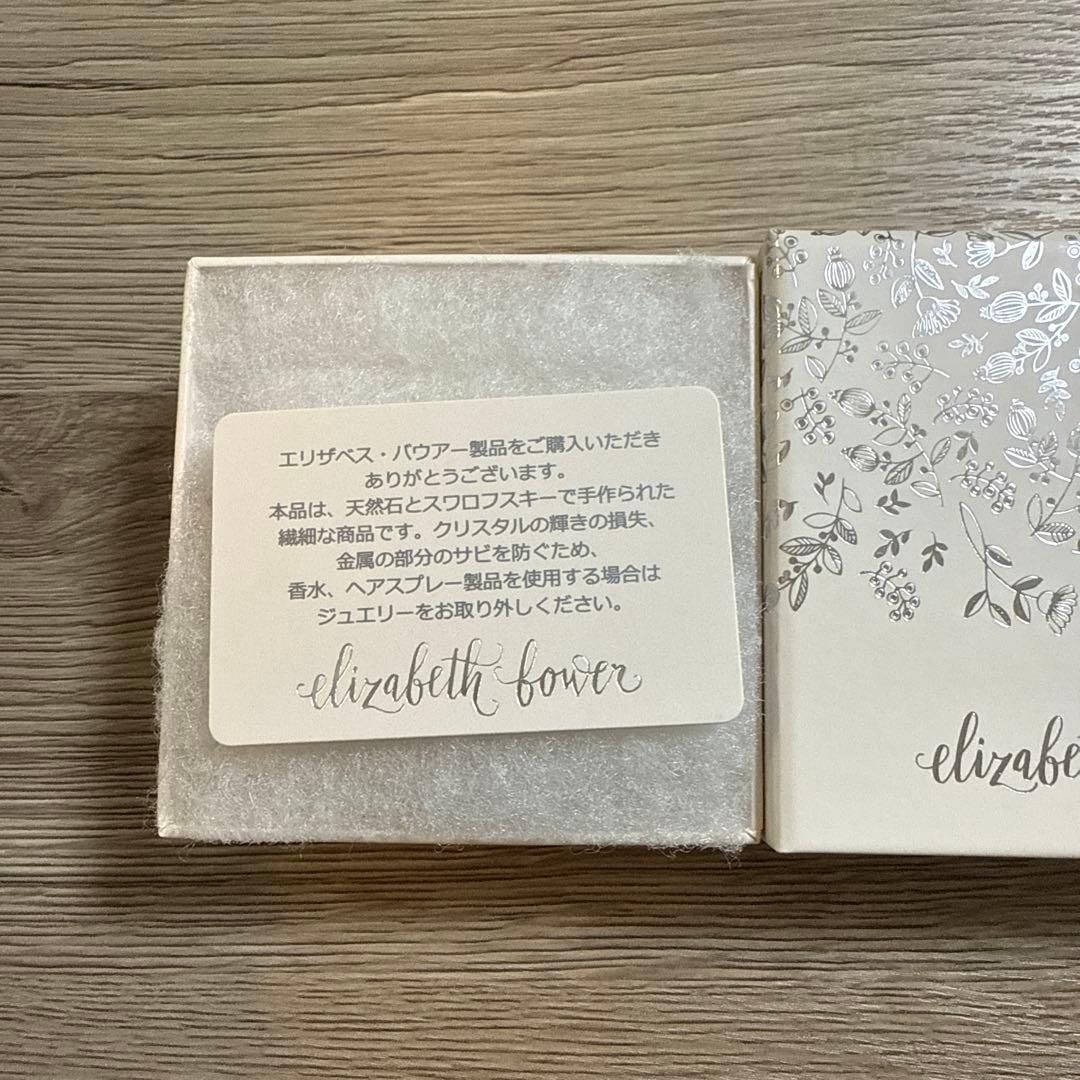 エリザベス・バウアー製品をご購入いただき
ありがとうございます。
本品は、天然石とスワロフスキーで手作られた
繊細な商品です。クリスタルの輝きの損失、
金属の部分のサビを防ぐため、
香水、ヘアスプレー製品を使用する場合は
ジュエリーをお取り外しください。
elizabeth bower
elizabe